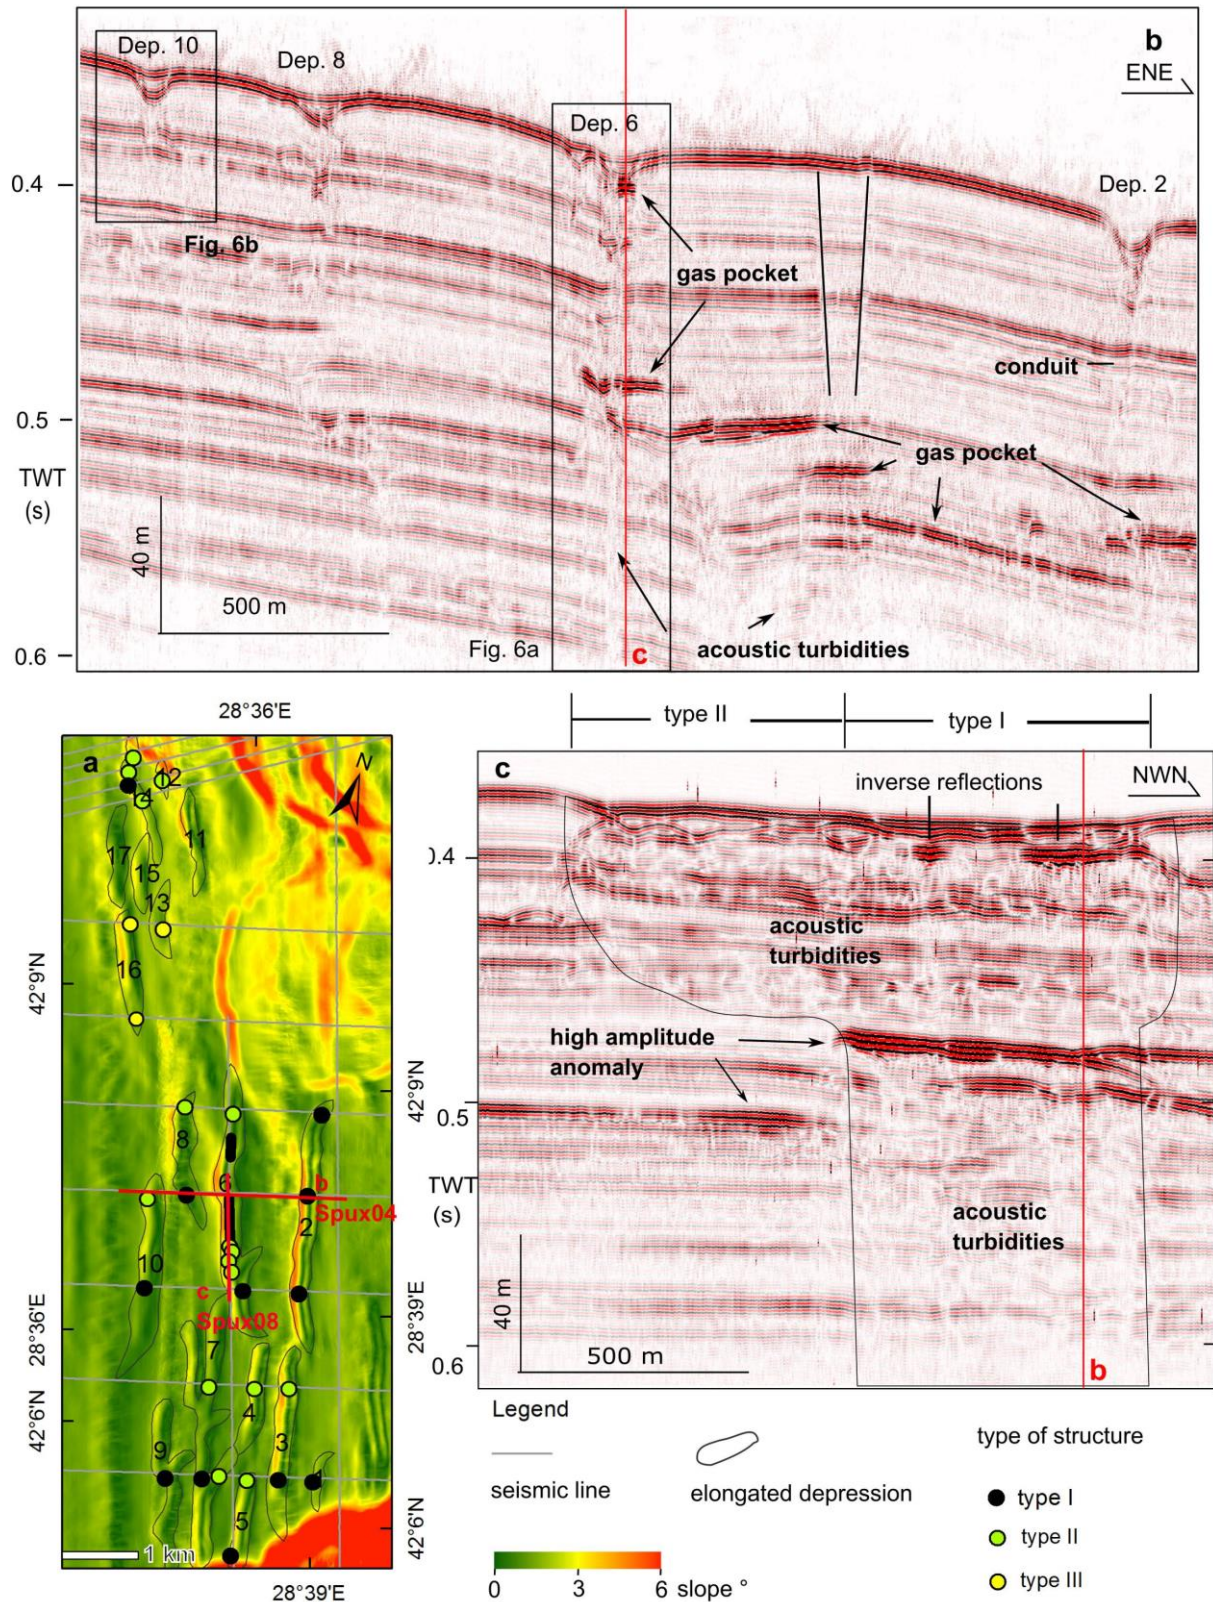 Dep. 10
Dep. 8
b
ENE
Dep. 6
0.4
Dep. 2
Fig. 6b
gas pocket
conduit
0.5
gas pocket
TWT
(s)
40 m
500 m
Fig. 6a
c
acoustic turbidities
0.6
28°36'E
type II
type I
a
N
12
14
11
17
15
13
16
42°9'N
42°9'N
8
6
b
Spux04
2
10
c
Spux08
28°36'E
28°39'E
7
4
42°6'N
9
3
1
5
42°6'N
1 km
28°39'E
c
inverse reflections
NWN
).4
acoustic
turbidities
high amplitude
anomaly
0.5
TWT
(s)
acoustic
turbidities
40 m
0.6
500 m
b
Legend
seismic line
elongated depression
type of structure
type I
type II
type III
0
3
6
slope °